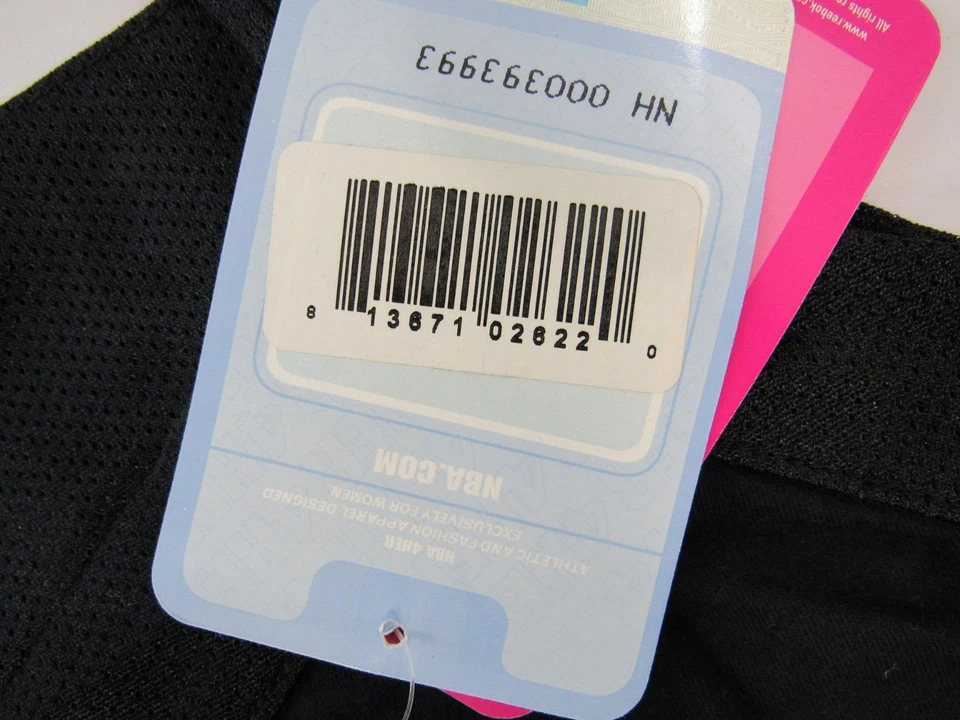 NBA 4HER
ATHLETIC AND FASHION APPAREL DESIGNED
EXCLUSIVELY FOR WOMEN
NBA.COM
8 13671 02622 0
NH 000393993
www.reebok.c
All rights re